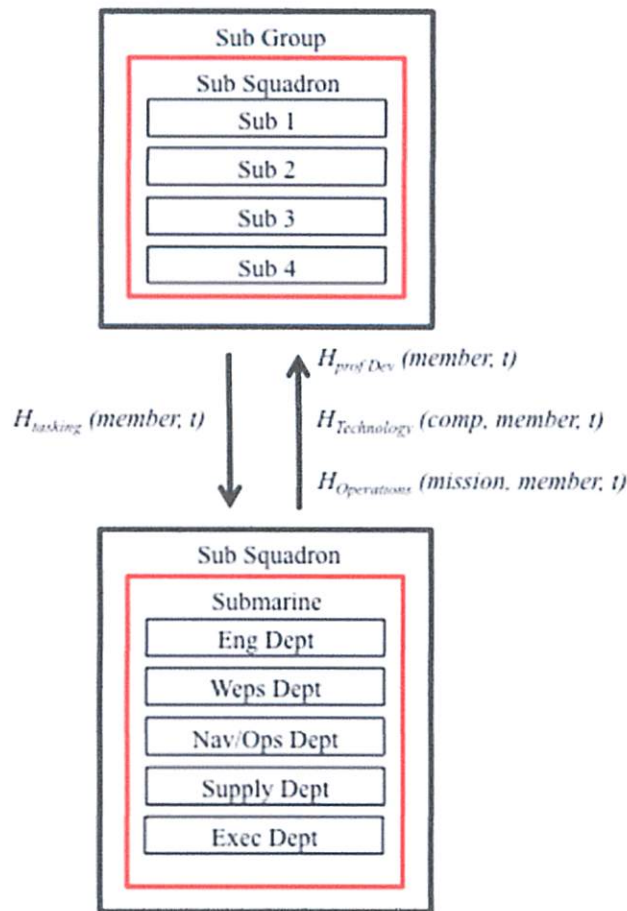 Sub Group
Sub Squadron
Sub 1
Sub 2
Sub 3
Sub 4
H_tasking (member, t)
H_prof Dev (member, t)
H_Technology (comp, member, t)
H_Operations (mission, member, t)
Sub Squadron
Submarine
Eng Dept
Weps Dept
Nav/Ops Dept
Supply Dept
Exec Dept